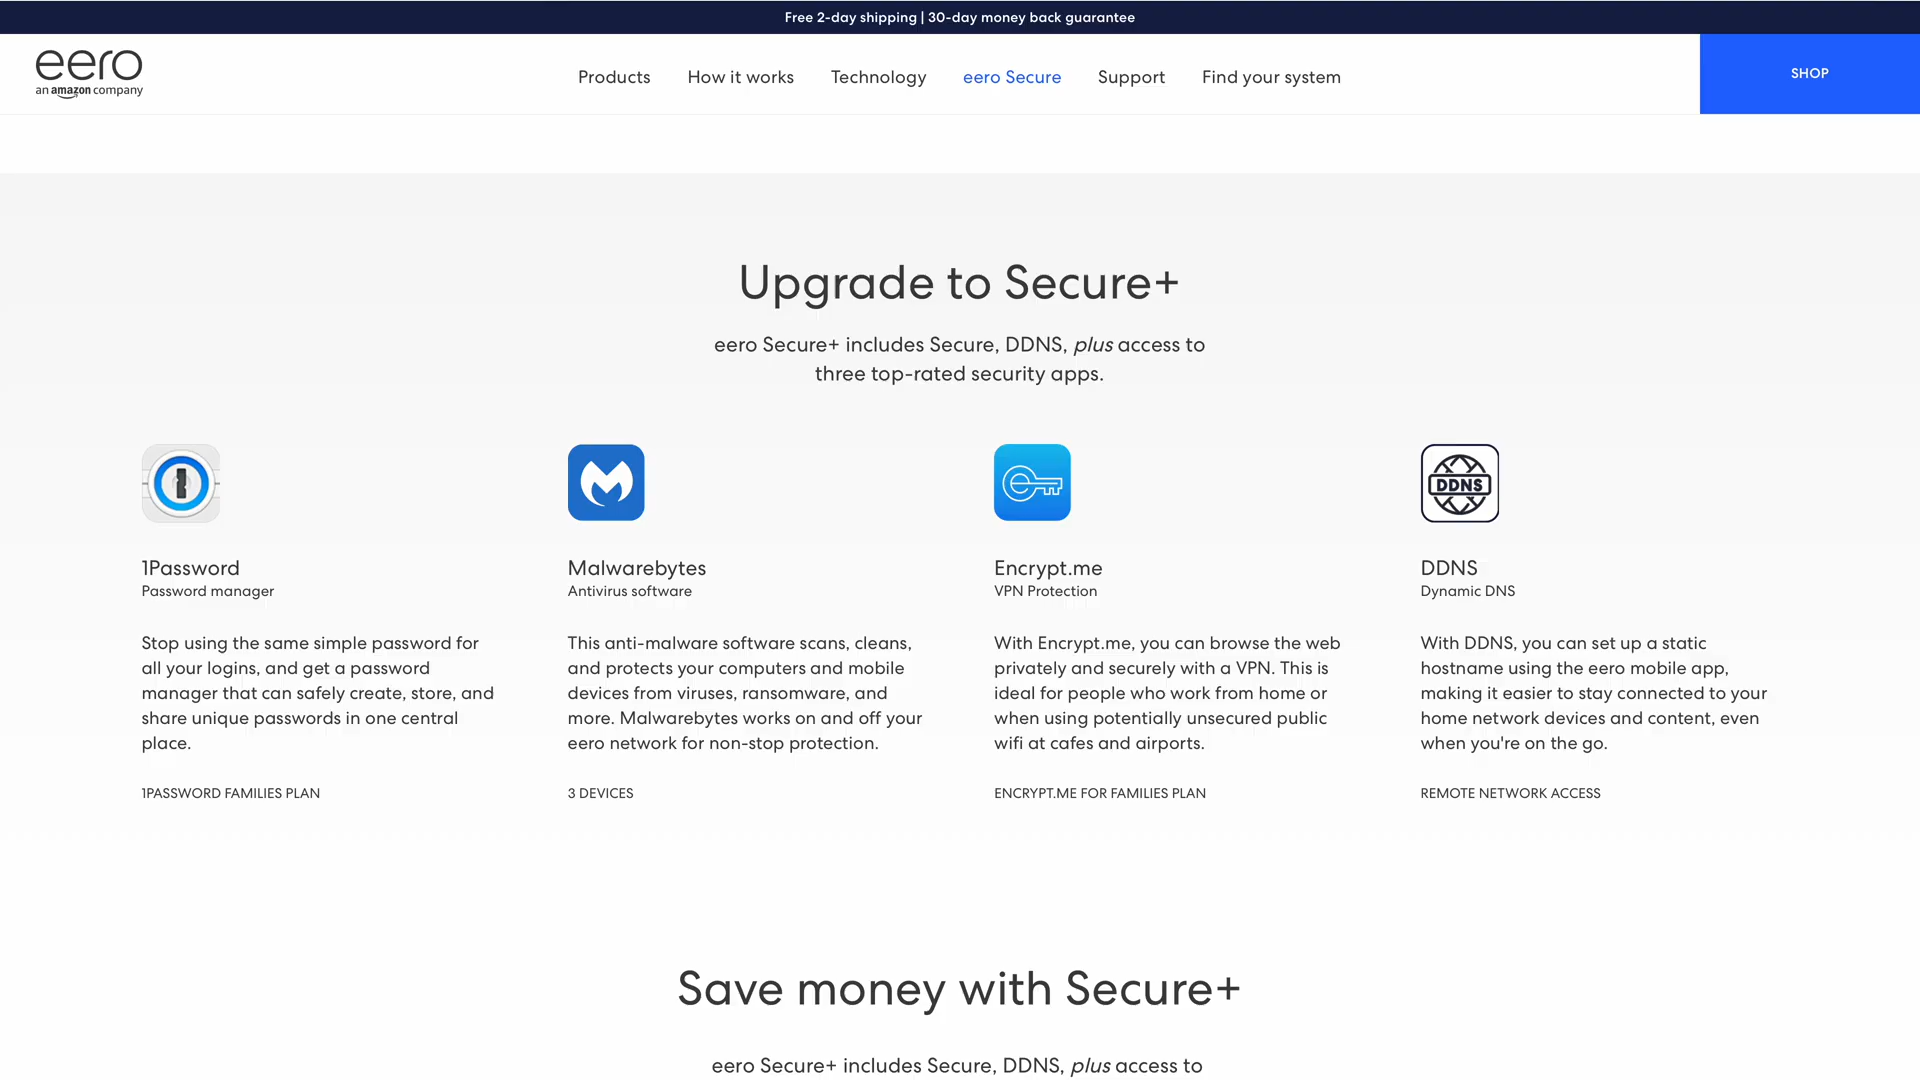 Free 2-day shipping | 30-day money back guarantee
eero
an amazon company
Products
How it works
Technology
eero Secure
Support
Find your system
SHOP
Upgrade to Secure+
eero Secure+ includes Secure, DDNS, plus access to
three top-rated security apps.
DDNS
1Password
Password manager
Stop using the same simple password for
all your logins, and get a password
manager that can safely create, store, and
share unique passwords in one central
place.
1PASSWORD FAMILIES PLAN
Malwarebytes
Antivirus software
This anti-malware software scans, cleans,
and protects your computers and mobile
devices from viruses, ransomware, and
more. Malwarebytes works on and off your
eero network for non-stop protection.
3 DEVICES
Encrypt.me
VPN Protection
With Encrypt.me, you can browse the web
privately and securely with a VPN. This is
ideal for people who work from home or
when using potentially unsecured public
wifi at cafes and airports.
ENCRYPT.ME FOR FAMILIES PLAN
DDNS
Dynamic DNS
With DDNS, you can set up a static
hostname using the eero mobile app,
making it easier to stay connected to your
home network devices and content, even
when you're on the go.
REMOTE NETWORK ACCESS
Save money with Secure+
eero Secure+ includes Secure, DDNS, plus access to